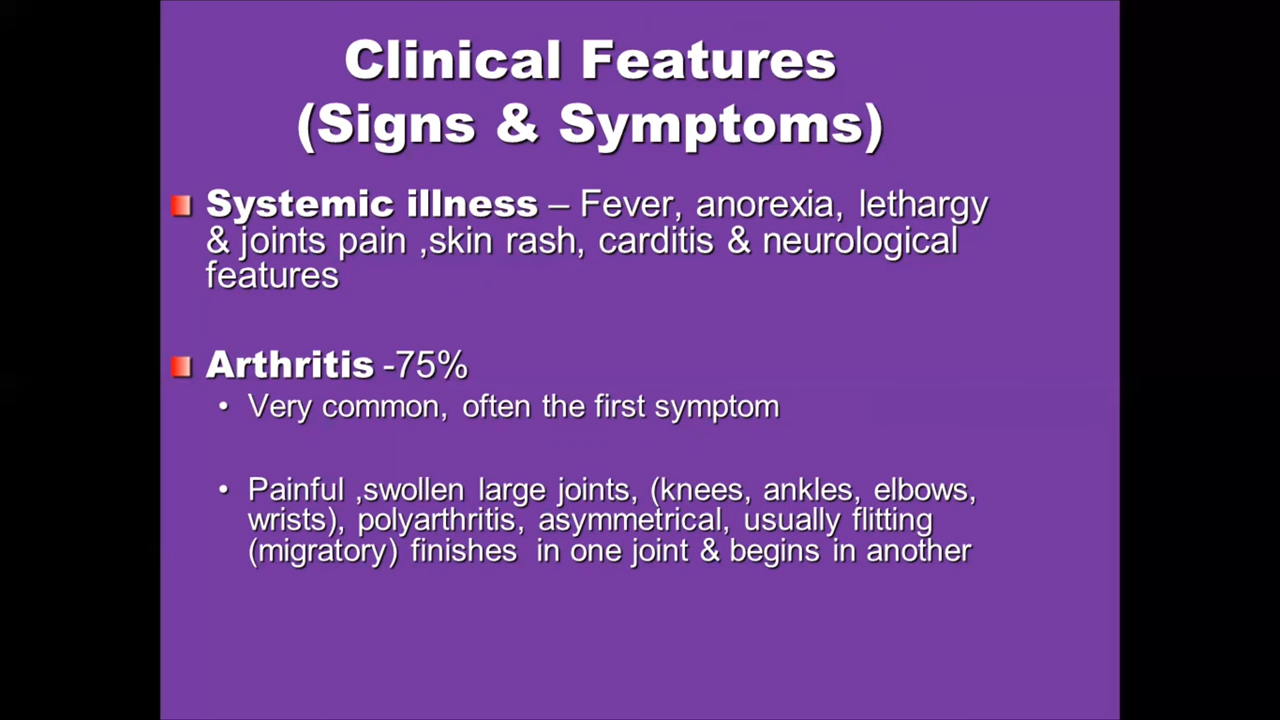 Clinical Features
(Signs & Symptoms)
Systemic illness – Fever, anorexia, lethargy
& joints pain ,skin rash, carditis & neurological
features
Arthritis -75%
• Very common, often the first symptom
• Painful ,swollen large joints, (knees, ankles, elbows,
wrists), polyarthritis, asymmetrical, usually flitting
(migratory) finishes in one joint & begins in another